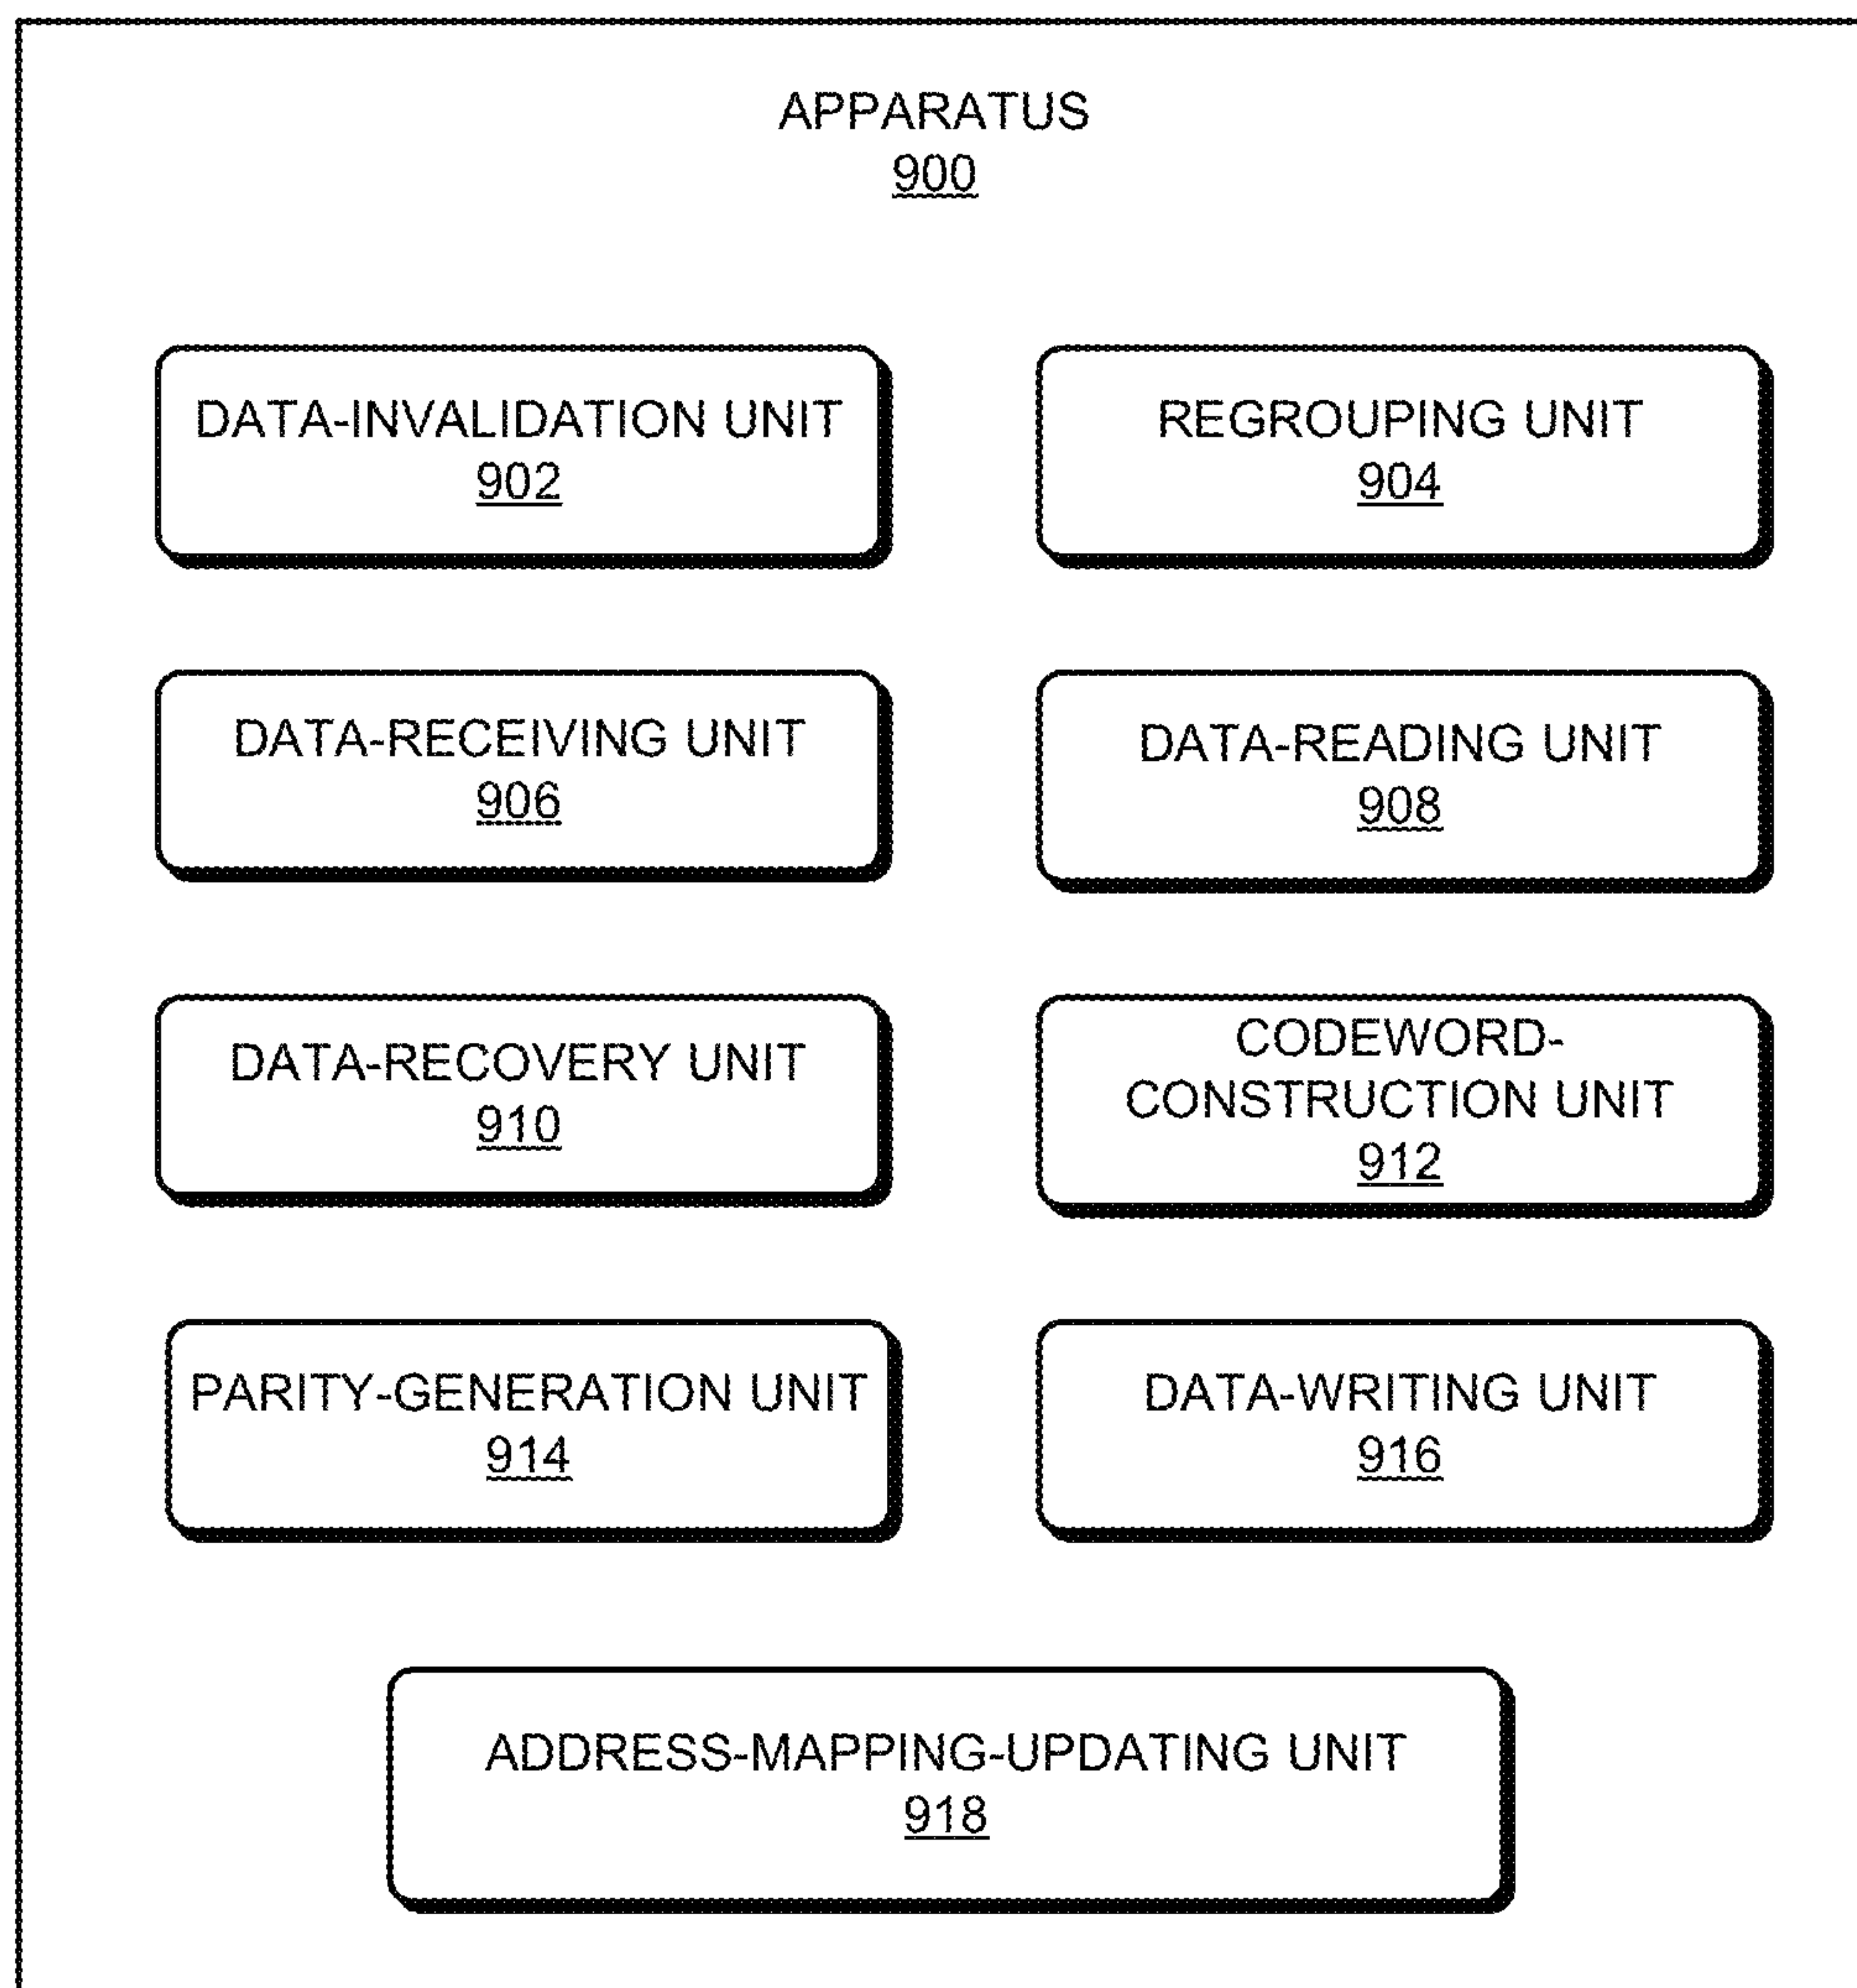 APPARATUS
900
DATA-INVALIDATION UNIT
902
REGROUPING UNIT
904
DATA-RECEIVING UNIT
906
DATA-READING UNIT
908
DATA-RECOVERY UNIT
910
CODEWORD-
CONSTRUCTION UNIT
912
PARITY-GENERATION UNIT
914
DATA-WRITING UNIT
916
ADDRESS-MAPPING-UPDATING UNIT
918